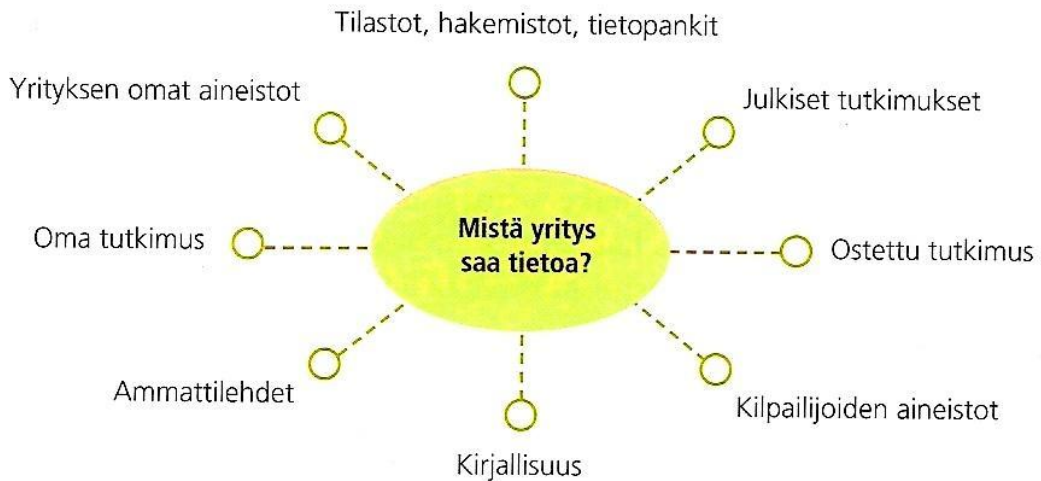 Tilastot, hakemistot, tietopankit
Yrityksen omat aineistot
Julkiset tutkimukset
Mistä yritys
saa tietoa?
Oma tutkimus
Ostettu tutkimus
Ammattilehdet
Kilpailijoiden aineistot
Kirjallisuus